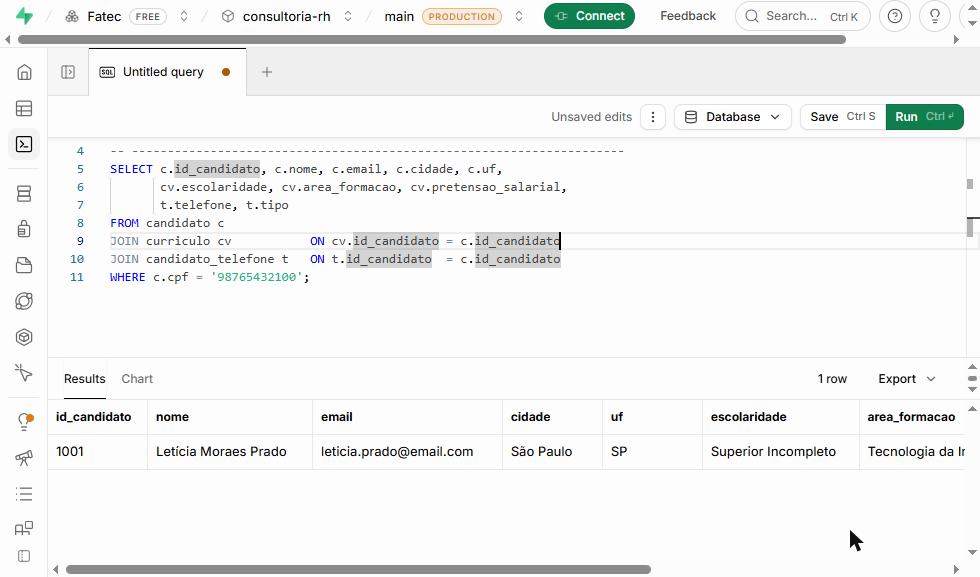 Fatec FREE / consultoria-rh / main PRODUCTION Connect Feedback Search... Ctrl K
SQL Untitled query
Unsaved edits Database Save Ctrl S Run Ctrl ↵
4 -- ---------------------------------------------------------------------
5 SELECT c.id_candidato, c.nome, c.email, c.cidade, c.uf,
6 cv.escolaridade, cv.area_formacao, cv.pretensao_salarial,
7 t.telefone, t.tipo
8 FROM candidato c
9 JOIN curriculo cv ON cv.id_candidato = c.id_candidato
10 JOIN candidato_telefone t ON t.id_candidato = c.id_candidato
11 WHERE c.cpf = '98765432100';
Results Chart 1 row Export
id_candidato nome email cidade uf escolaridade area_formacao
1001 Letícia Moraes Prado leticia.prado@email.com São Paulo SP Superior Incompleto Tecnologia da